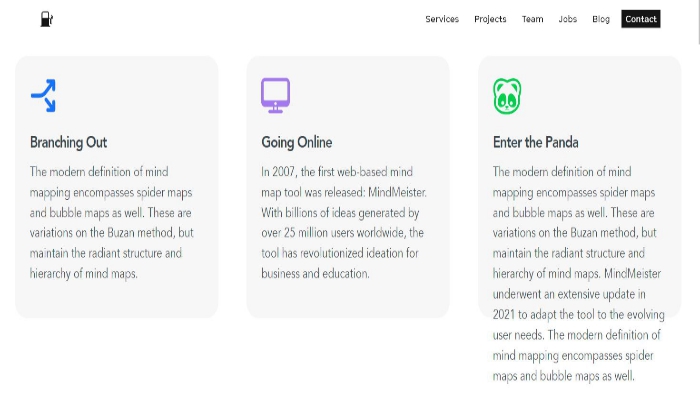 Services Projects Team Jobs Blog Contact
Branching Out
The modern definition of mind
mapping encompasses spider maps
and bubble maps as well. These are
variations on the Buzan method, but
maintain the radiant structure and
hierarchy of mind maps.
Going Online
In 2007, the first web-based mind
map tool was released: MindMeister.
With billions of ideas generated by
over 25 million users worldwide, the
tool has revolutionized ideation for
business and education.
Enter the Panda
The modern definition of mind
mapping encompasses spider maps
and bubble maps as well. These are
variations on the Buzan method, but
maintain the radiant structure and
hierarchy of mind maps. MindMeister
underwent an extensive update in
2021 to adapt the tool to the evolving
user needs. The modern definition of
mind mapping encompasses spider
maps and bubble maps as well.